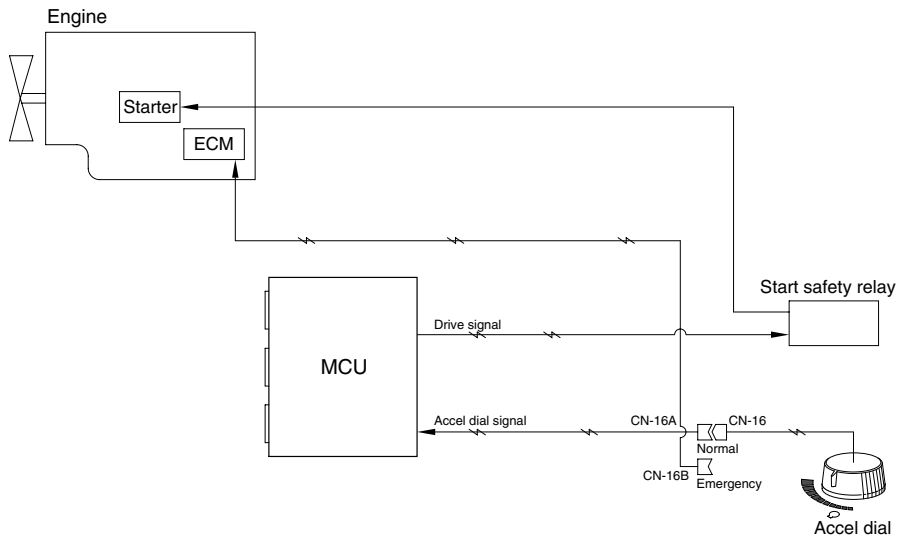 Engine
Starter
ECM
Start safety relay
Drive signal
MCU
Accel dial signal
CN-16A
CN-16
Normal
CN-16B
Emergency
Accel dial